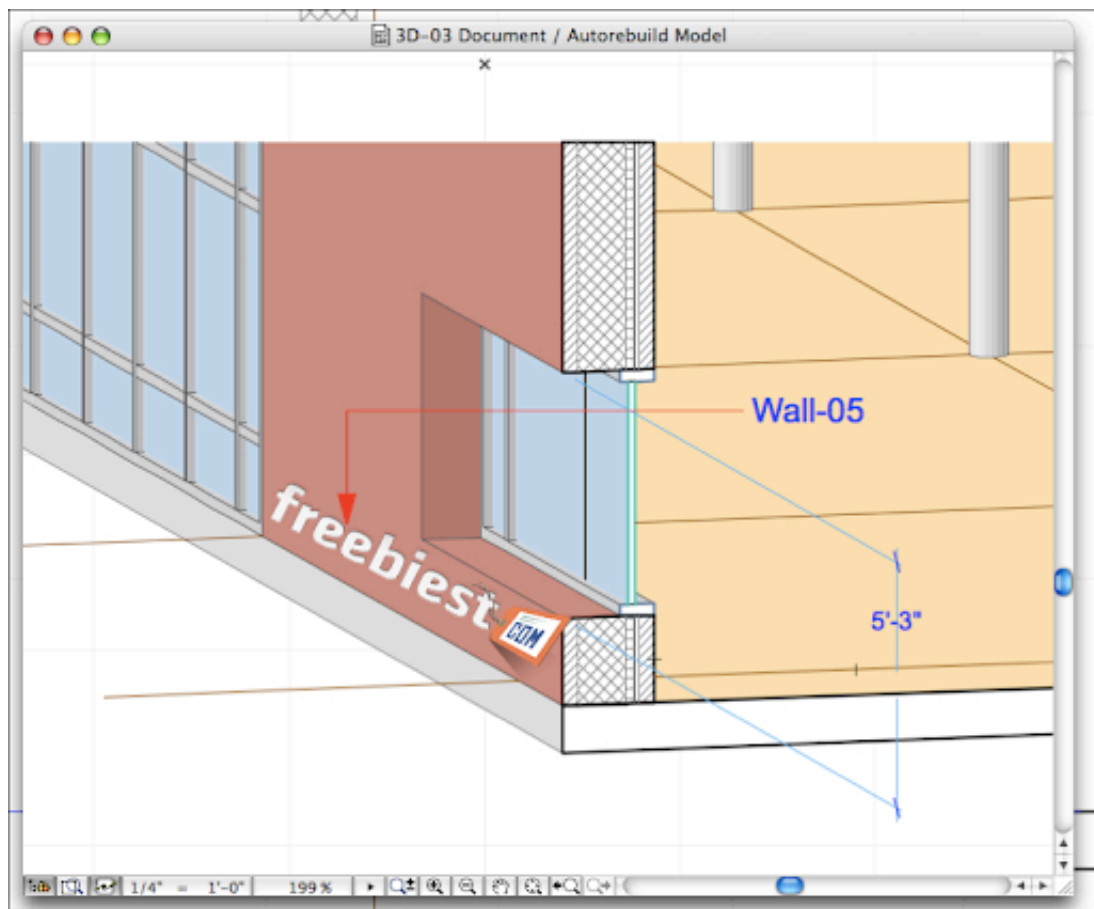 3D-03 Document / Autorebuild Model
Wall-05
freebiest
.COM
5'-3"
1/4" = 1'-0" 199 %